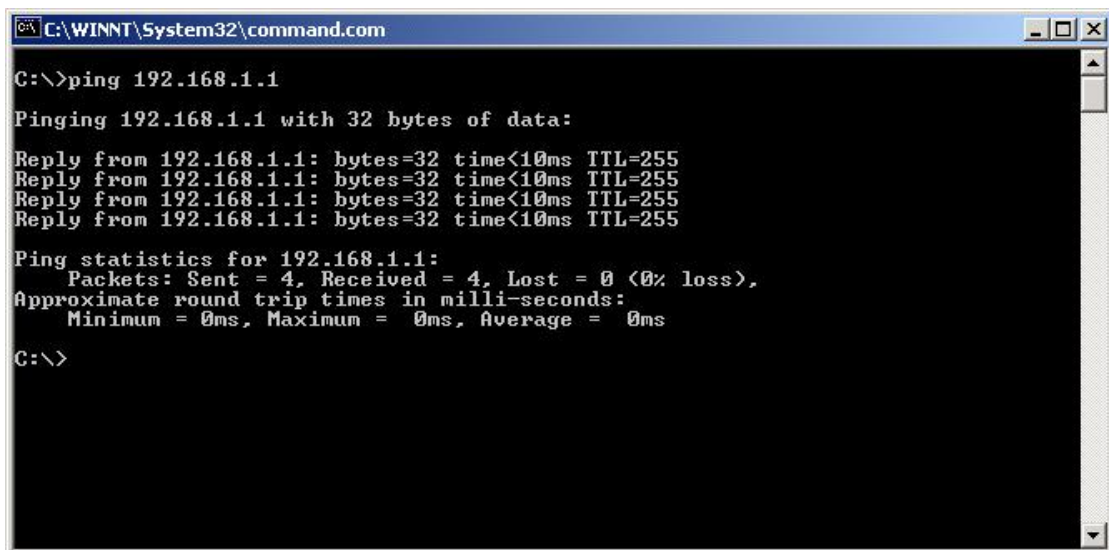 C:\WINNT\System32\command.com
C:\>ping 192.168.1.1
Pinging 192.168.1.1 with 32 bytes of data:
Reply from 192.168.1.1: bytes=32 time<10ms TTL=255
Reply from 192.168.1.1: bytes=32 time<10ms TTL=255
Reply from 192.168.1.1: bytes=32 time<10ms TTL=255
Reply from 192.168.1.1: bytes=32 time<10ms TTL=255
Ping statistics for 192.168.1.1:
    Packets: Sent = 4, Received = 4, Lost = 0 (0% loss),
Approximate round trip times in milli-seconds:
    Minimum = 0ms, Maximum =  0ms, Average =  0ms
C:\>